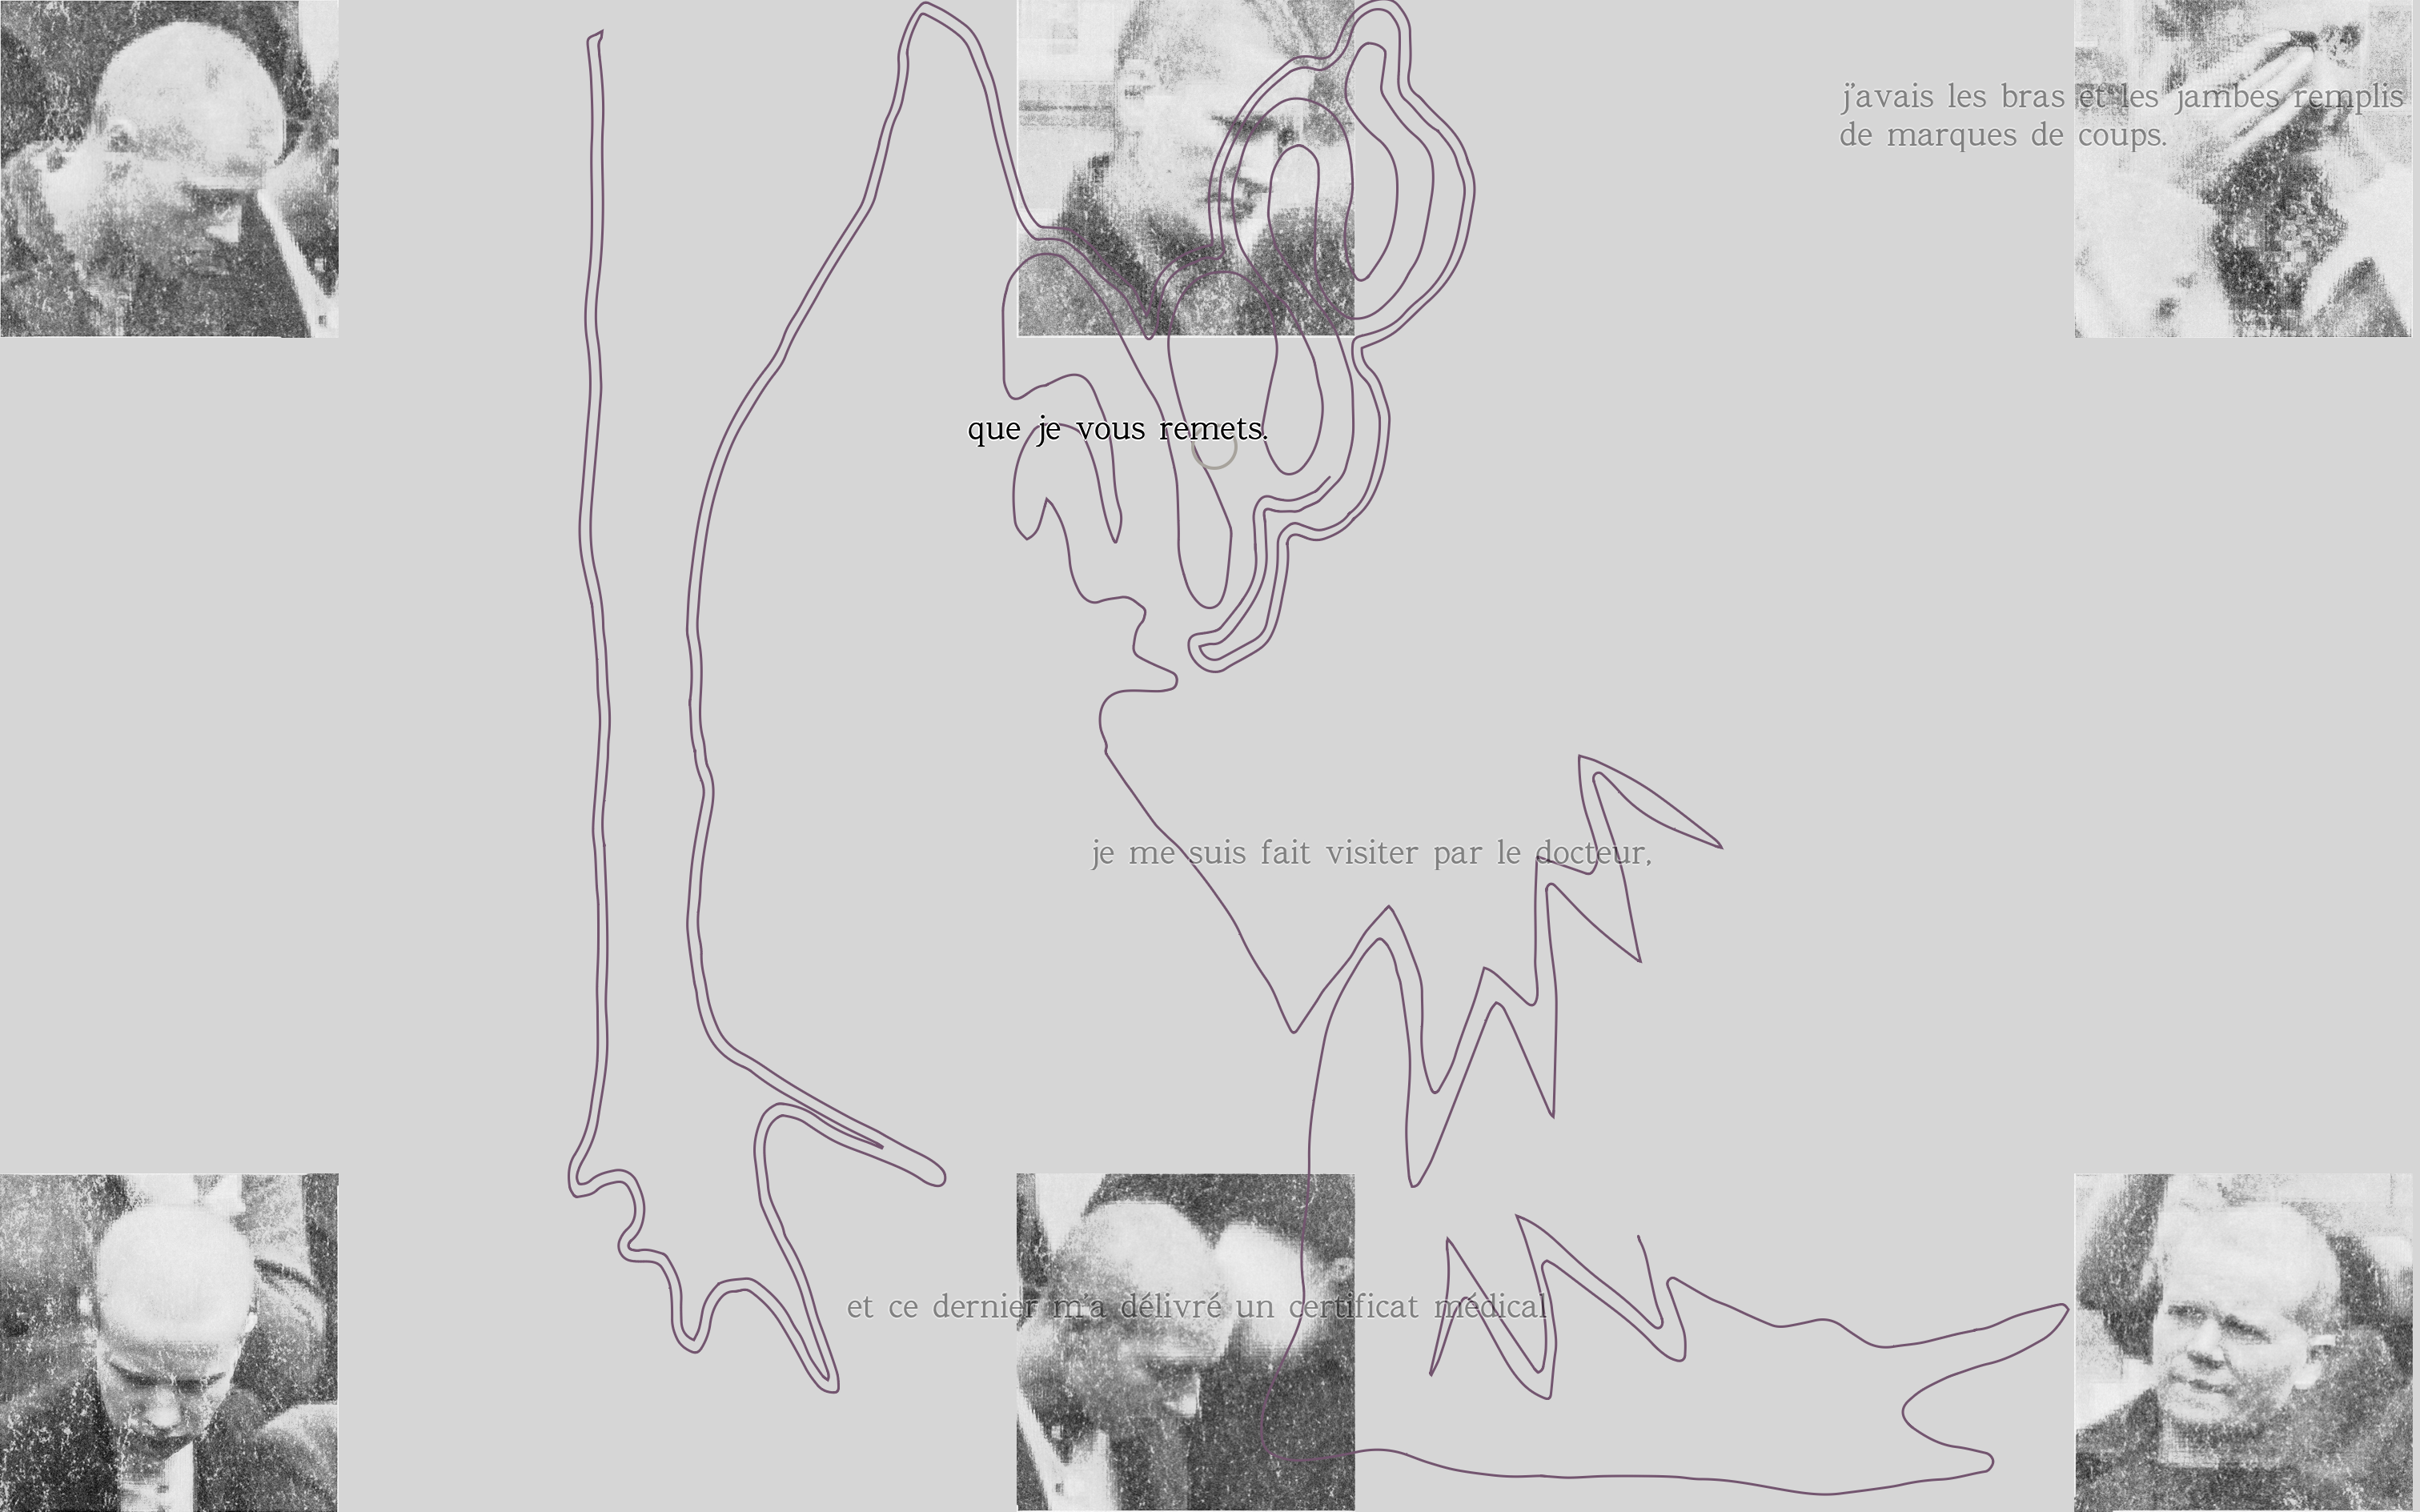 j'avais les bras et les jambes remplis
de marques de coups.
que je vous remets.
je me suis fait visiter par le docteur,
et ce dernier m'a délivré un certificat médical